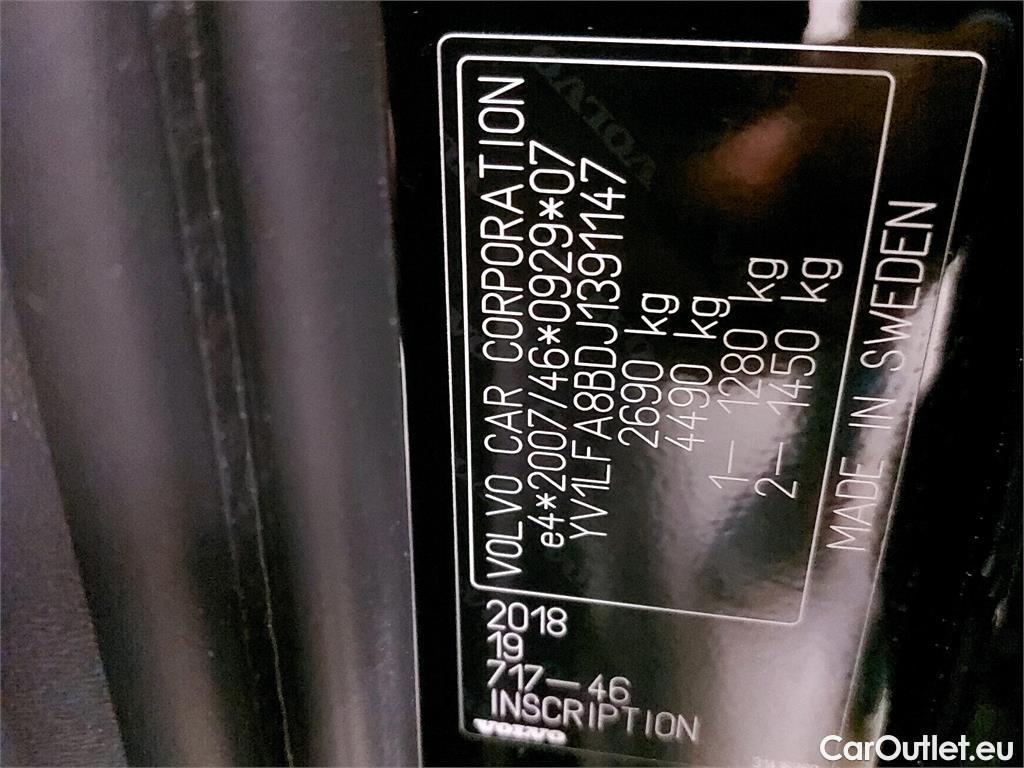 VOLVO CAR CORPORATION
e4*2007/46*0929*07
YV1LFA8BDJ1391147
2690 kg
4490 kg
1— 1280 kg
2— 1450 kg
MADE IN SWEDEN
2018
19
717—46
INSCRIPTION
VOLVO
VOLVO
CarOutlet.eu